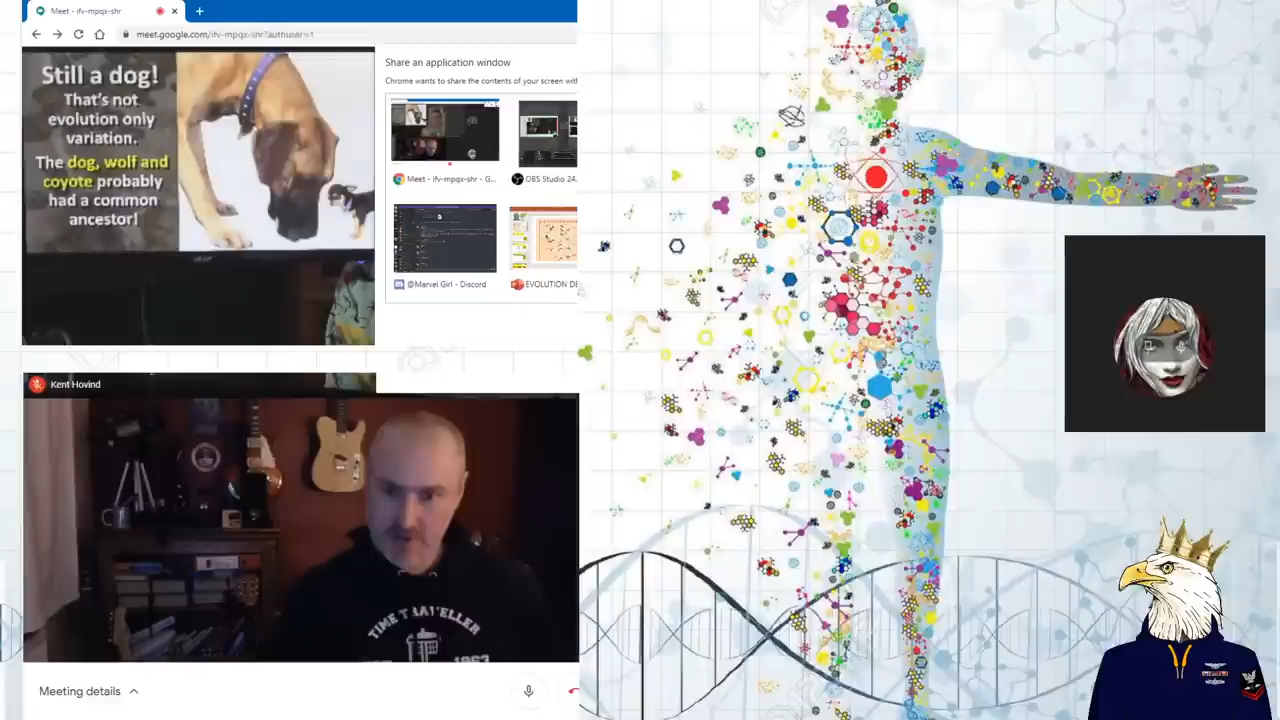 Meet - ifv-mpqx-shr
meet.google.com/ifv-mpqx-shr?authuser=1
Still a dog!
That's not
evolution only
variation.
The dog, wolf and
coyote probably
had a common
ancestor!
Share an application window
Chrome wants to share the contents of your screen with
Meet - ifv-mpqx-shr - G...
OBS Studio 24.
@Marvel Girl - Discord
EVOLUTION DE
Kent Hovind
TIME TRAVELLER
1963
Meeting details